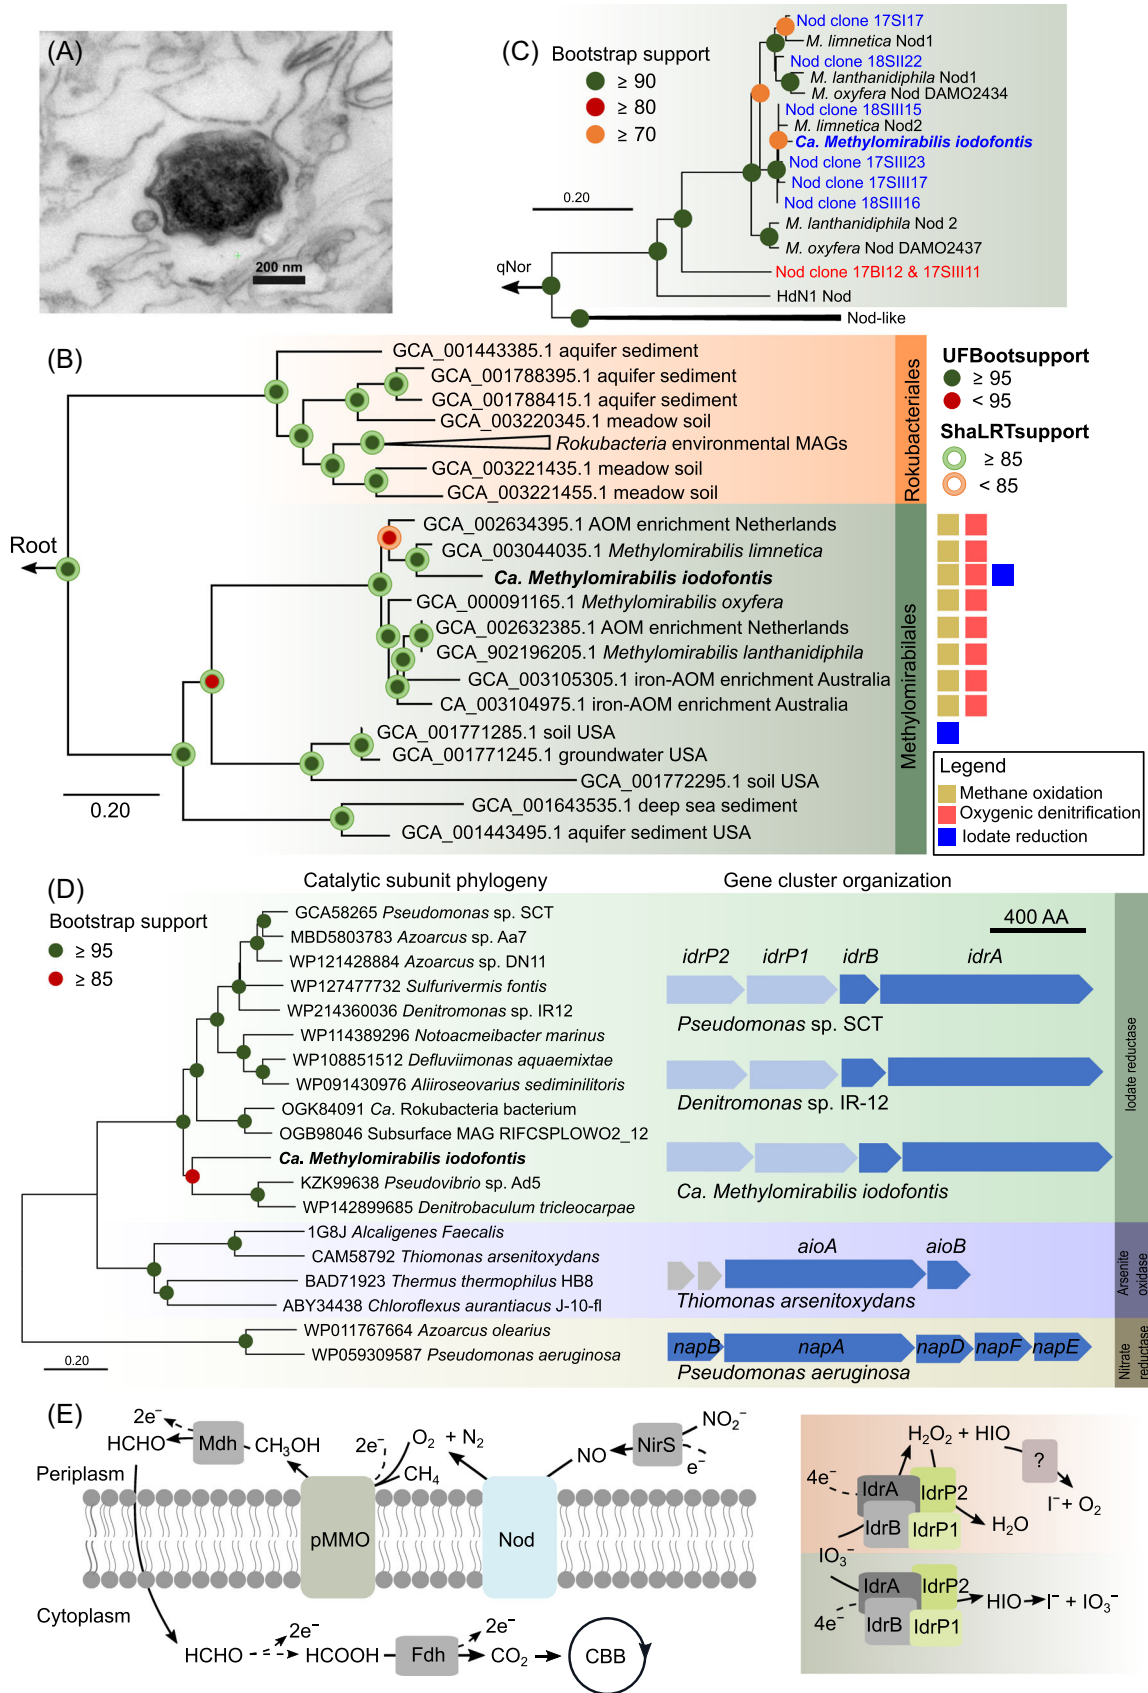 (A)
200 nm
(C)
Bootstrap support
≥ 90
≥ 80
≥ 70
0.20
qNor
Nod clone 17SI17
M. limnetica Nod1
Nod clone 18SII22
M. lanthanidiphila Nod1
M. oxyfera Nod DAMO2434
Nod clone 18SIII15
M. limnetica Nod2
Ca. Methylomirabilis iodofontis
Nod clone 17SIII23
Nod clone 17SIII17
Nod clone 18SIII16
M. lanthanidiphila Nod 2
M. oxyfera Nod DAMO2437
Nod clone 17BI12 & 17SIII11
HdN1 Nod
Nod-like
(B)
GCA_001443385.1 aquifer sediment
GCA_001788395.1 aquifer sediment
GCA_001788415.1 aquifer sediment
GCA_003220345.1 meadow soil
Rokubacteria environmental MAGs
GCA_003221435.1 meadow soil
GCA_003221455.1 meadow soil
Rokubacteriales
UFBootsupport
≥ 95
< 95
ShaLRTsupport
≥ 85
< 85
Root
GCA_002634395.1 AOM enrichment Netherlands
GCA_003044035.1 Methylomirabilis limnetica
Ca. Methylomirabilis iodofontis
GCA_000091165.1 Methylomirabilis oxyfera
GCA_002632385.1 AOM enrichment Netherlands
GCA_902196205.1 Methylomirabilis lanthanidiphila
GCA_003105305.1 iron-AOM enrichment Australia
CA_003104975.1 iron-AOM enrichment Australia
GCA_001771285.1 soil USA
GCA_001771245.1 groundwater USA
GCA_001772295.1 soil USA
GCA_001643535.1 deep sea sediment
GCA_001443495.1 aquifer sediment USA
Methylomirabilales
0.20
Legend
Methane oxidation
Oxygenic denitrification
Iodate reduction
(D)
Catalytic subunit phylogeny
Gene cluster organization
Bootstrap support
≥ 95
≥ 85
GCA58265 Pseudomonas sp. SCT
MBD5803783 Azoarcus sp. Aa7
WP121428884 Azoarcus sp. DN11
WP127477732 Sulfurivermis fontis
WP214360036 Denitromonas sp. IR12
WP114389296 Notoacmeibacter marinus
WP108851512 Defluviimonas aquaemixtae
WP091430976 Aliiroseovarius sediminilitoris
OGK84091 Ca. Rokubacteria bacterium
OGB98046 Subsurface MAG RIFCSPLOWO2_12
Ca. Methylomirabilis iodofontis
KZK99638 Pseudovibrio sp. Ad5
WP142899685 Denitrobaculum tricleocarpae
1G8J Alcaligenes Faecalis
CAM58792 Thiomonas arsenitoxydans
BAD71923 Thermus thermophilus HB8
ABY34438 Chloroflexus aurantiacus J-10-fl
WP011767664 Azoarcus olearius
WP059309587 Pseudomonas aeruginosa
0.20
400 AA
idrP2 idrP1 idrB idrA
Pseudomonas sp. SCT
Denitromonas sp. IR-12
Ca. Methylomirabilis iodofontis
aioA aioB
Thiomonas arsenitoxydans
napB napA napD napF napE
Pseudomonas aeruginosa
Iodate reductase
Arsenite oxidase
Nitrate reductase
(E)
2e⁻
HCHO
Mdh
CH₃OH
2e⁻
O₂ + N₂
CH₄
NO
NirS
NO₂⁻
e⁻
Periplasm
pMMO
Nod
Cytoplasm
HCHO
2e⁻
HCOOH
Fdh
2e⁻
CO₂
CBB
H₂O₂ + HIO
?
4e⁻
IdrA
IdrP2
IdrB
IdrP1
I⁻ + O₂
H₂O
IO₃⁻
IdrA
IdrP2
4e⁻
IdrB
IdrP1
HIO
I⁻ + IO₃⁻